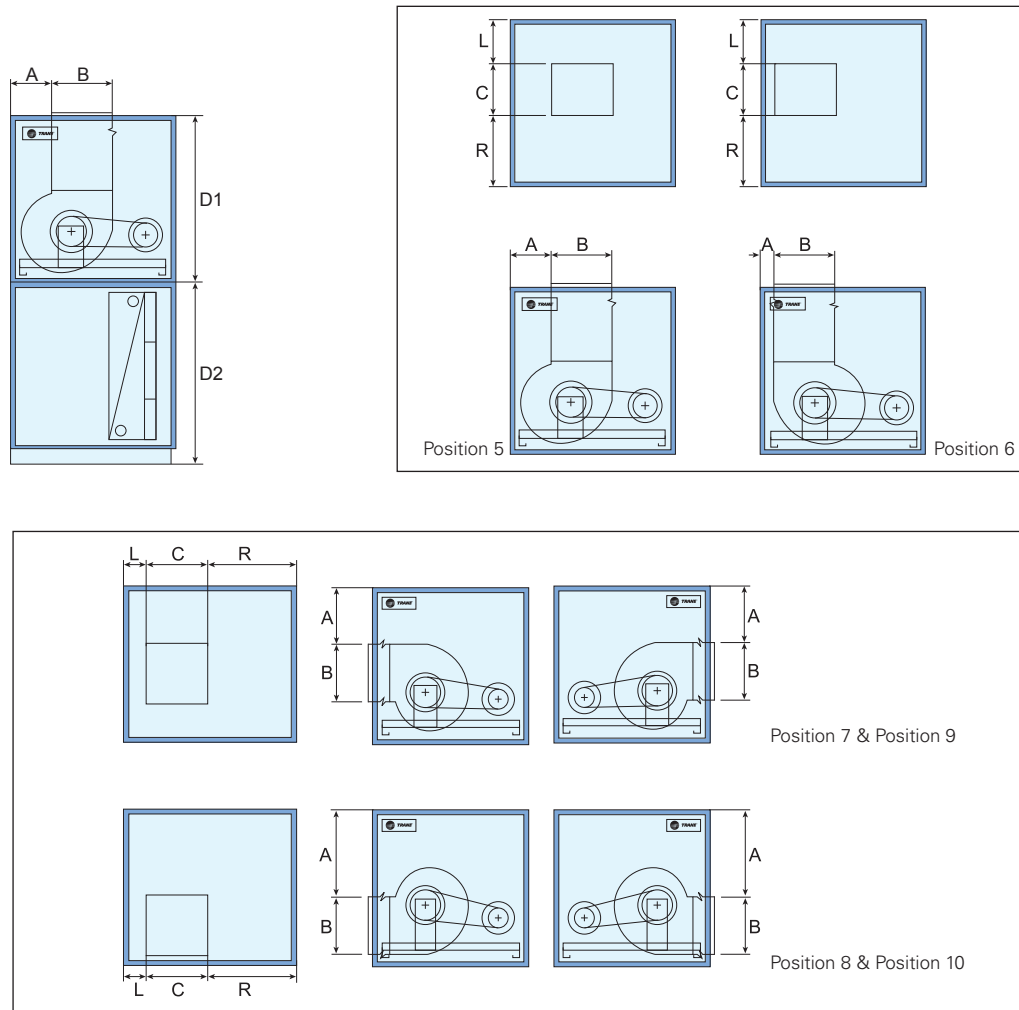 A B
TRANE
D1
D2
L
C
R
L
C
R
A B
TRANE
Position 5
A B
TRANE
Position 6
L C R
A
B
TRANE
TRANE
A
B
Position 7 & Position 9
L C R
A
B
TRANE
TRANE
A
B
Position 8 & Position 10